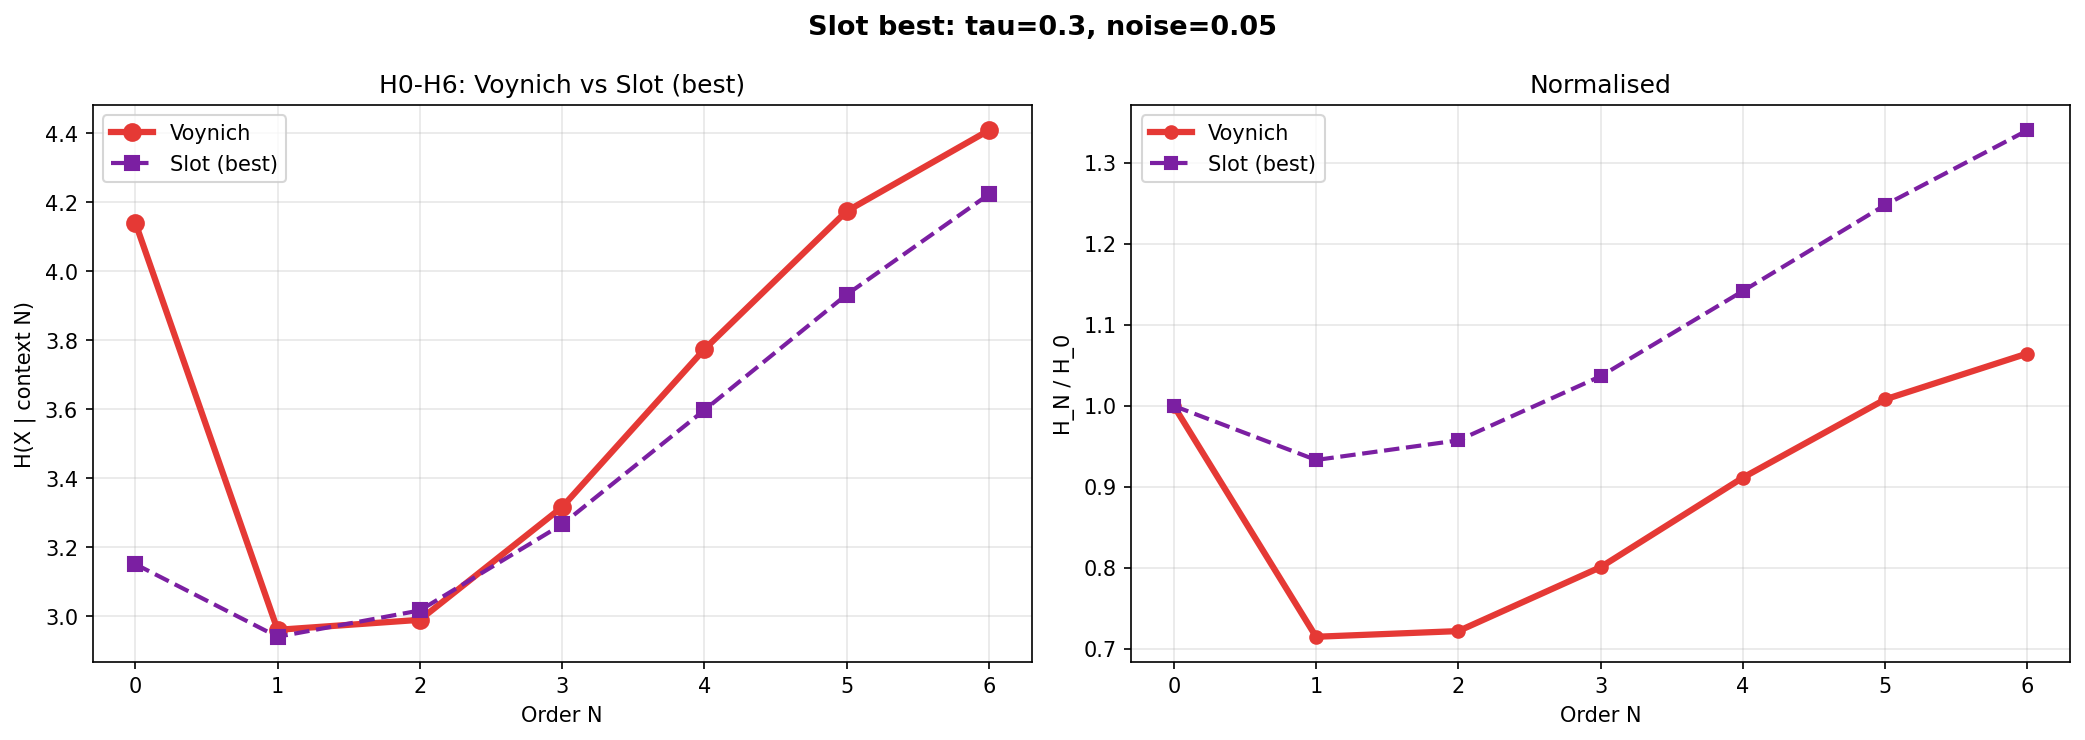 Slot best: tau=0.3, noise=0.05
H0-H6: Voynich vs Slot (best)
Voynich
Slot (best)
H(X | context N)
4.4
4.2
4.0
3.8
3.6
3.4
3.2
3.0
0 1 2 3 4 5 6
Order N
Normalised
Voynich
Slot (best)
H_N / H_0
1.3
1.2
1.1
1.0
0.9
0.8
0.7
0 1 2 3 4 5 6
Order N